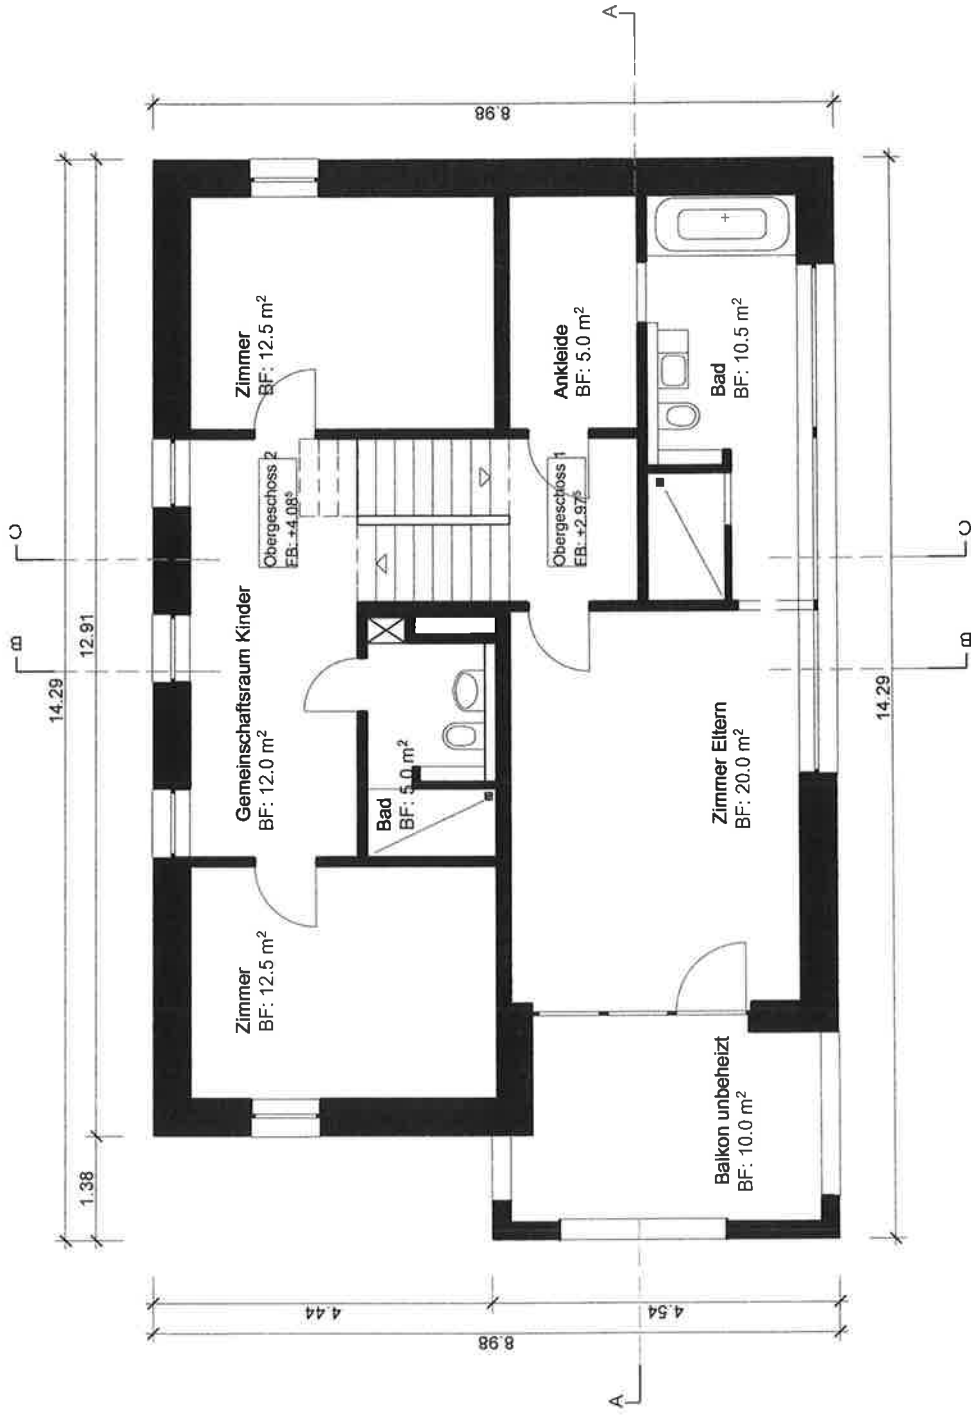 A
8.98
14.29
12.91
1.38
Zimmer
BF: 12.5 m²
Ankleide
BF: 5.0 m²
Bad
BF: 10.5 m²
Obergeschoss 2
FB: +4.08⁵
Obergeschoss 1
FB: +2.97⁵
C
B
C
B
Gemeinschaftsraum Kinder
BF: 12.0 m²
Bad
BF: 5.0 m²
Zimmer Eltern
BF: 20.0 m²
14.29
Zimmer
BF: 12.5 m²
Balkon unbeheizt
BF: 10.0 m²
4.44
4.54
8.98
A